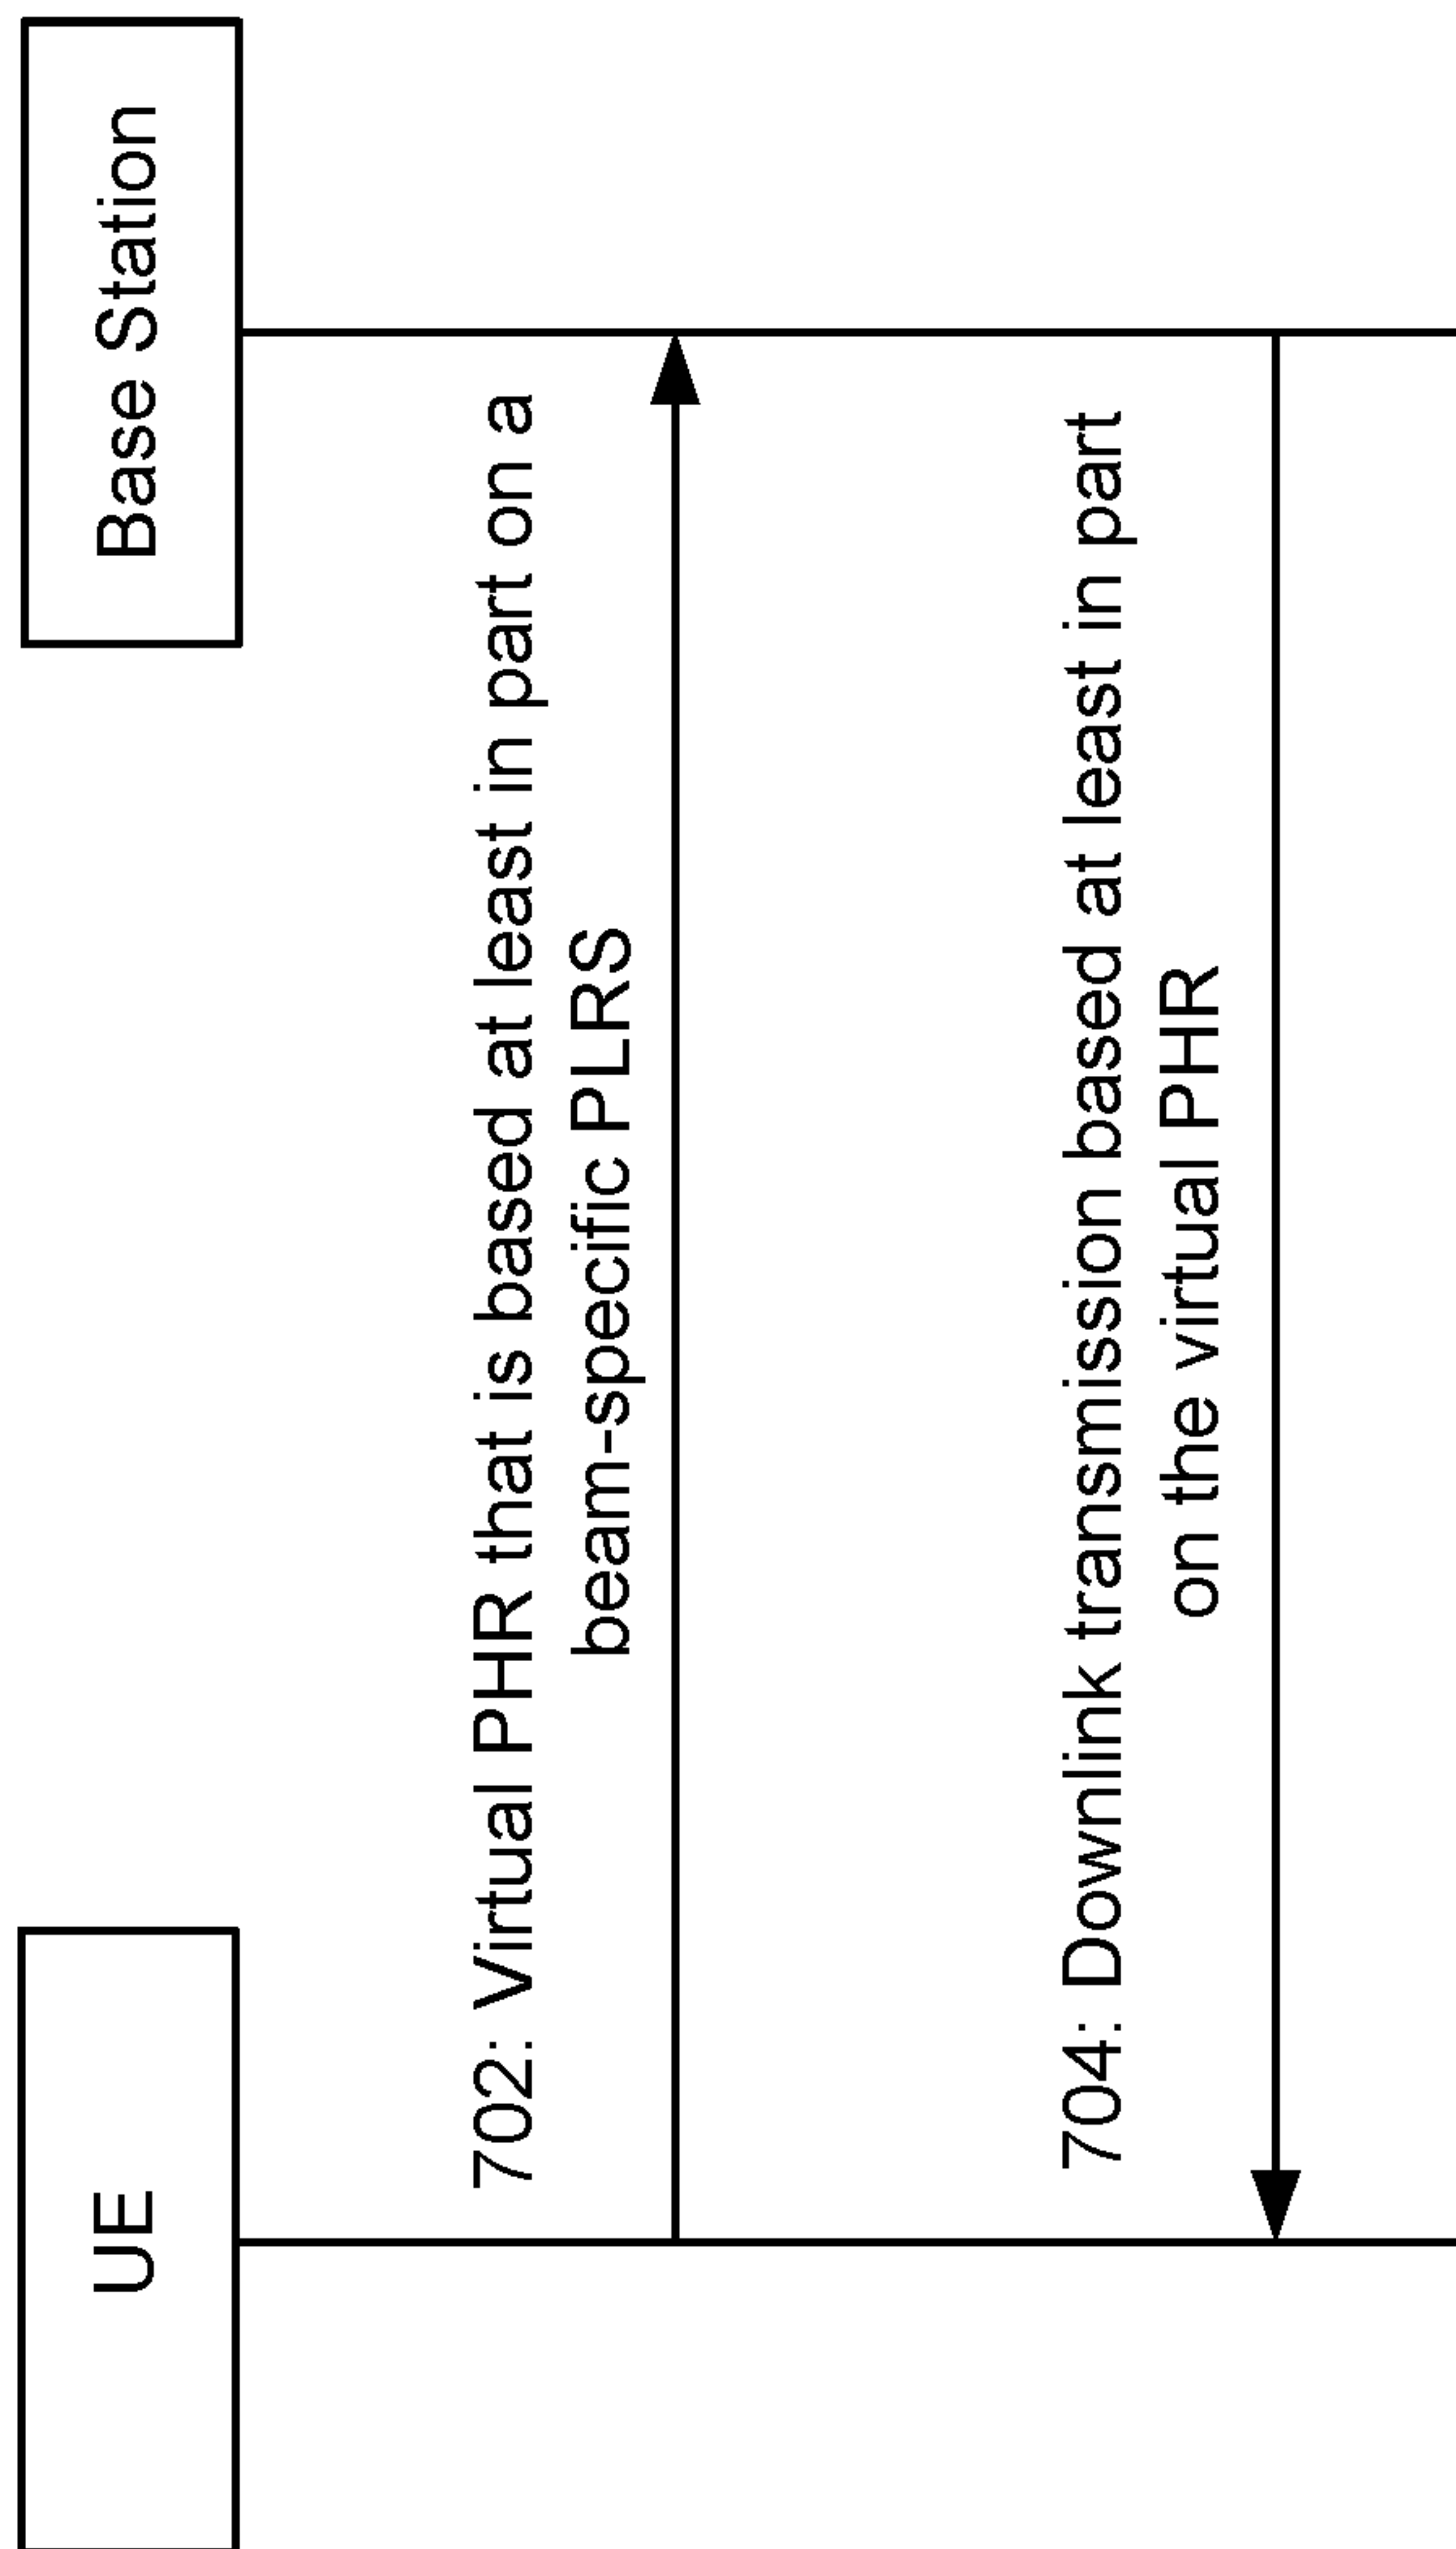 UE
Base Station
702: Virtual PHR that is based at least in part on a
beam-specific PLRS
704: Downlink transmission based at least in part
on the virtual PHR